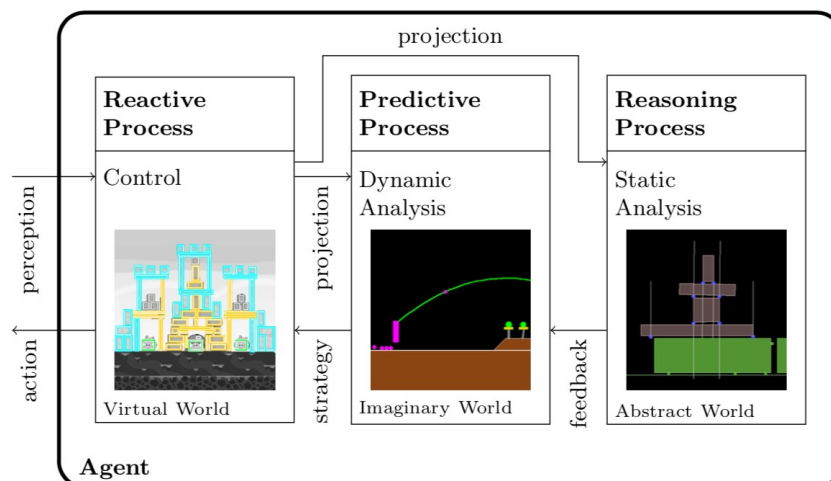 projection
Reactive
Process
Predictive
Process
Reasoning
Process
Control
Dynamic
Analysis
Static
Analysis
perception
projection
action
strategy
feedback
Virtual World
Imaginary World
Abstract World
Agent